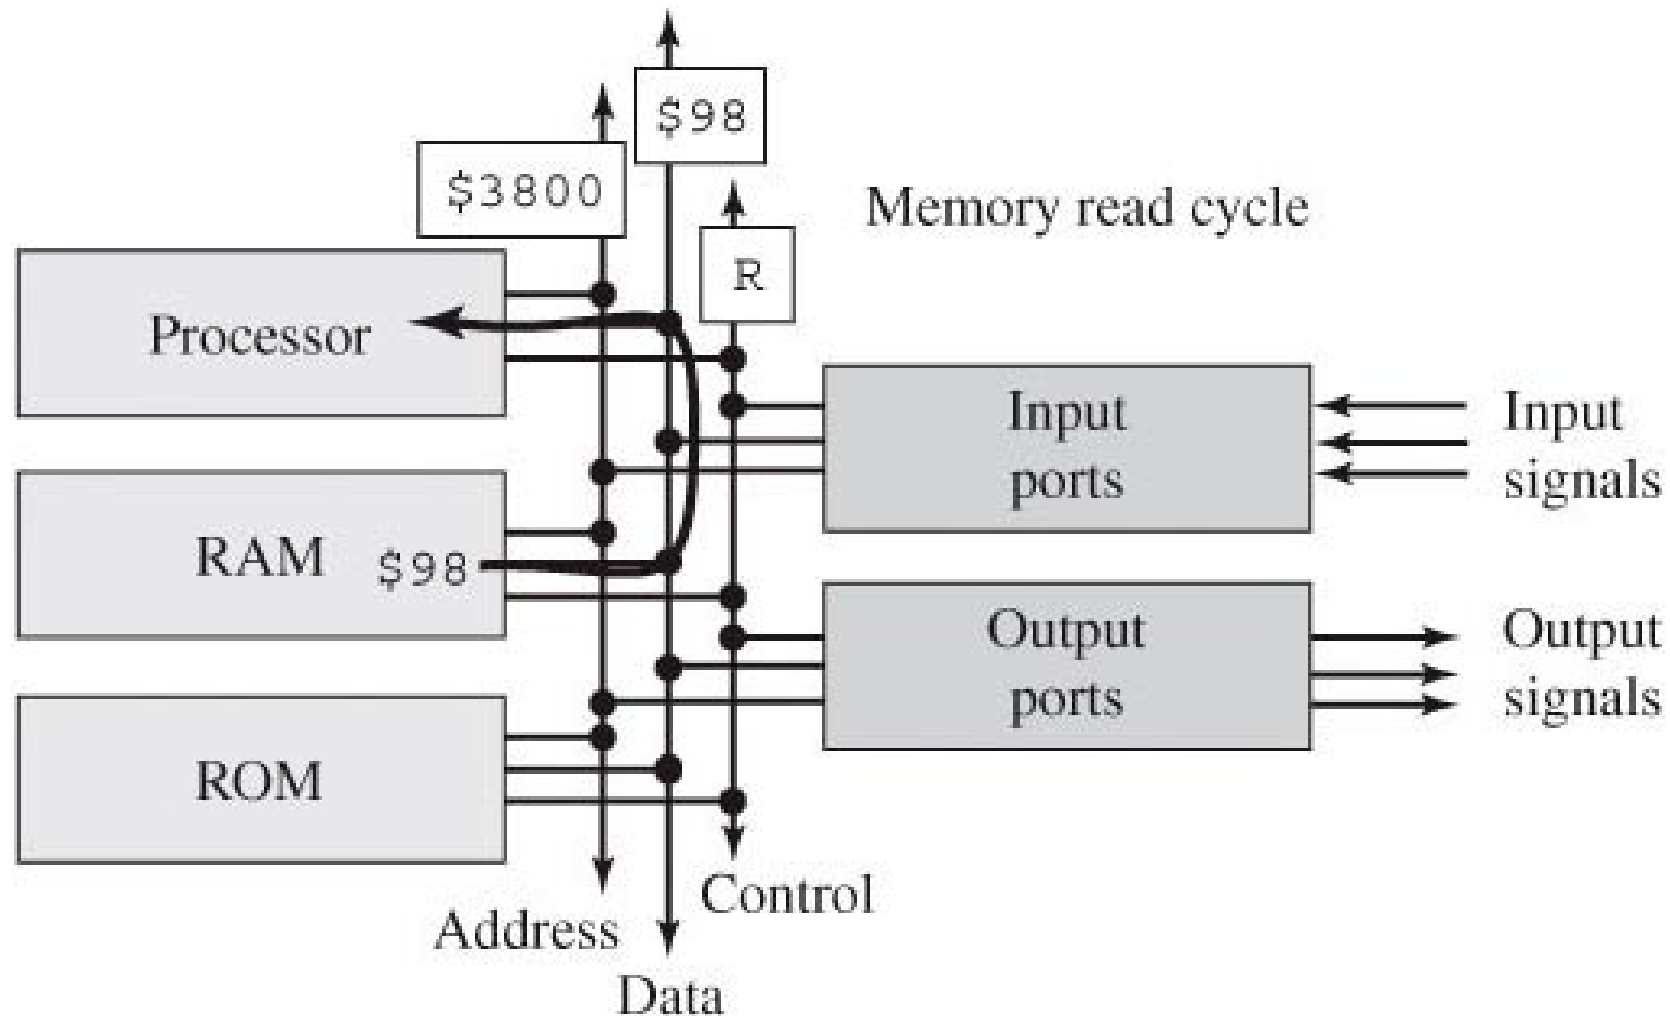 $98
$3800
Memory read cycle
R
Processor
Input
ports
Input
signals
RAM
$98
Output
ports
Output
signals
ROM
Control
Address
Data